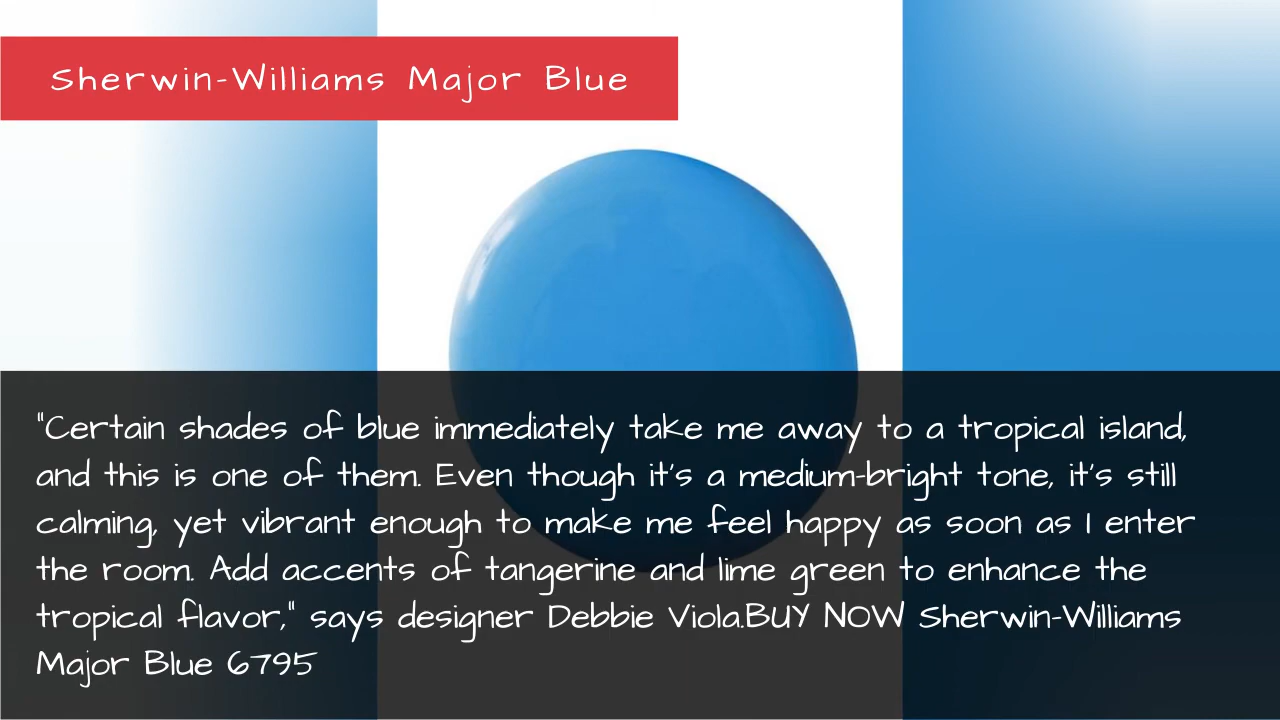 Sherwin-Williams Major Blue
"Certain shades of blue immediately take me away to a tropical island,
and this is one of them. Even though it's a medium-bright tone, it's still
calming, yet vibrant enough to make me feel happy as soon as I enter
the room. Add accents of tangerine and lime green to enhance the
tropical flavor," says designer Debbie Viola.BUY NOW Sherwin-Williams
Major Blue 6795